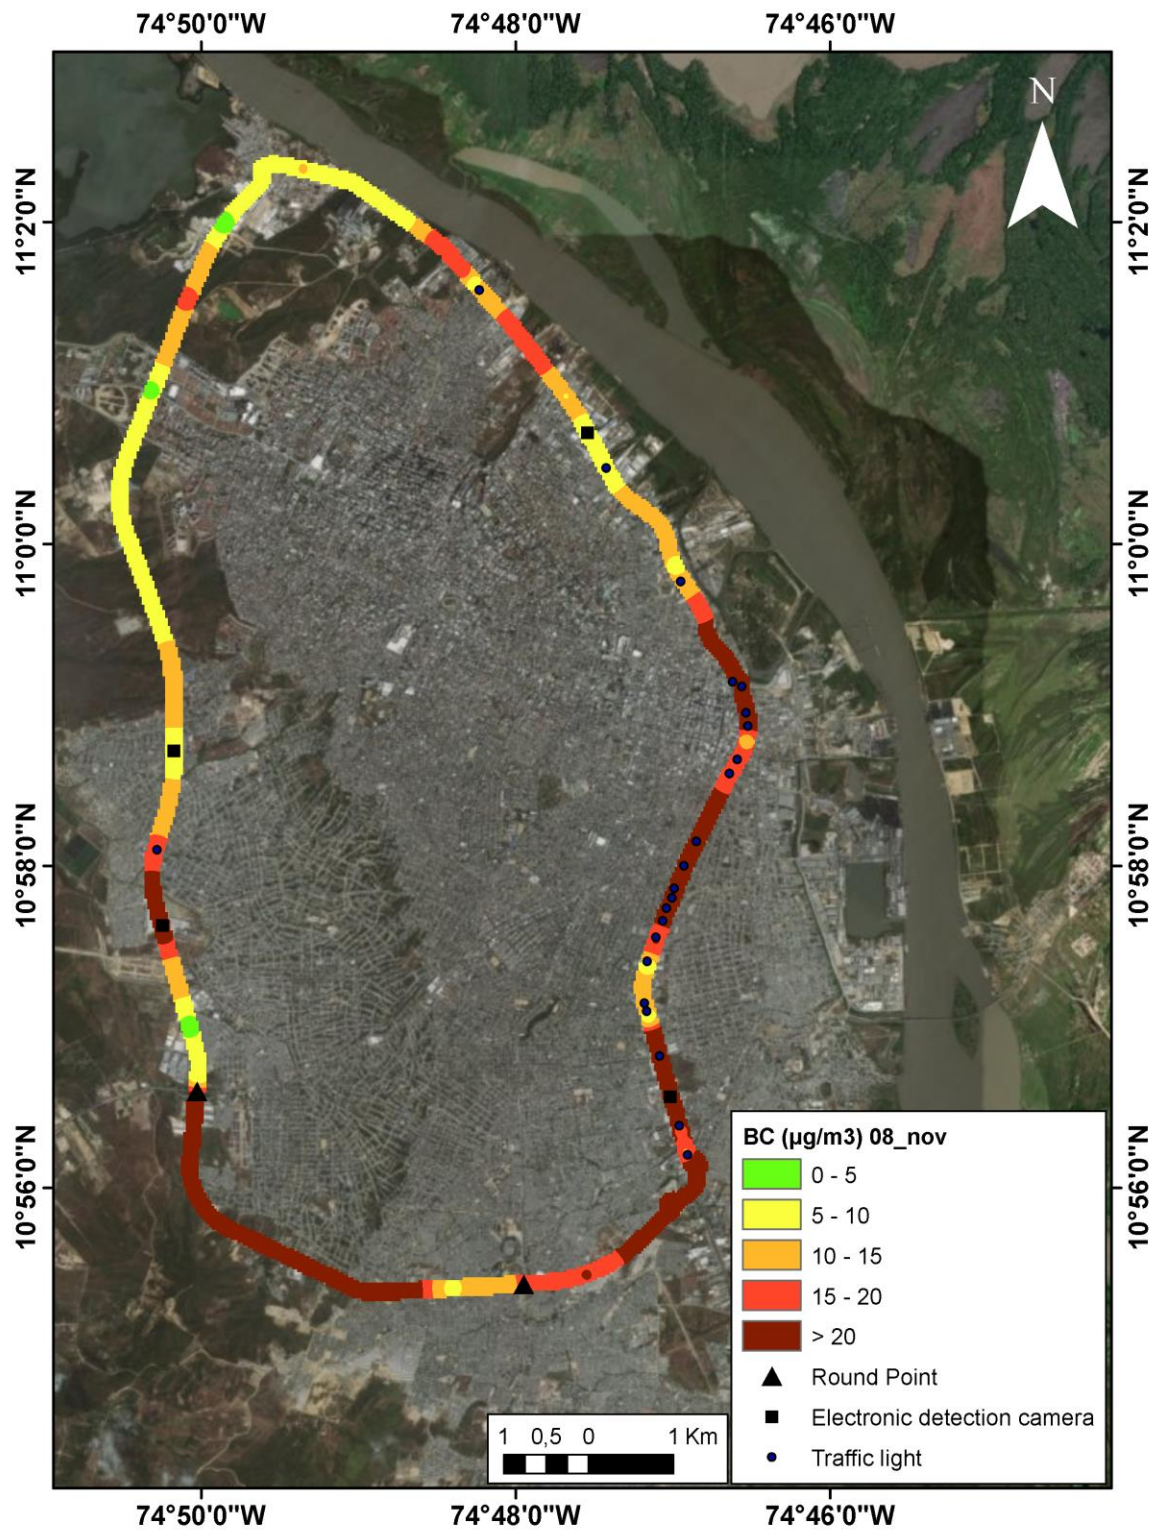 74°50'0"W 74°48'0"W 74°46'0"W
N
11°2'0"N 11°2'0"N
11°0'0"N 11°0'0"N
10°58'0"N 10°58'0"N
10°56'0"N 10°56'0"N
BC (µg/m3) 08_nov
0 - 5
5 - 10
10 - 15
15 - 20
> 20
Round Point
Electronic detection camera
Traffic light
1 0,5 0 1 Km
74°50'0"W 74°48'0"W 74°46'0"W